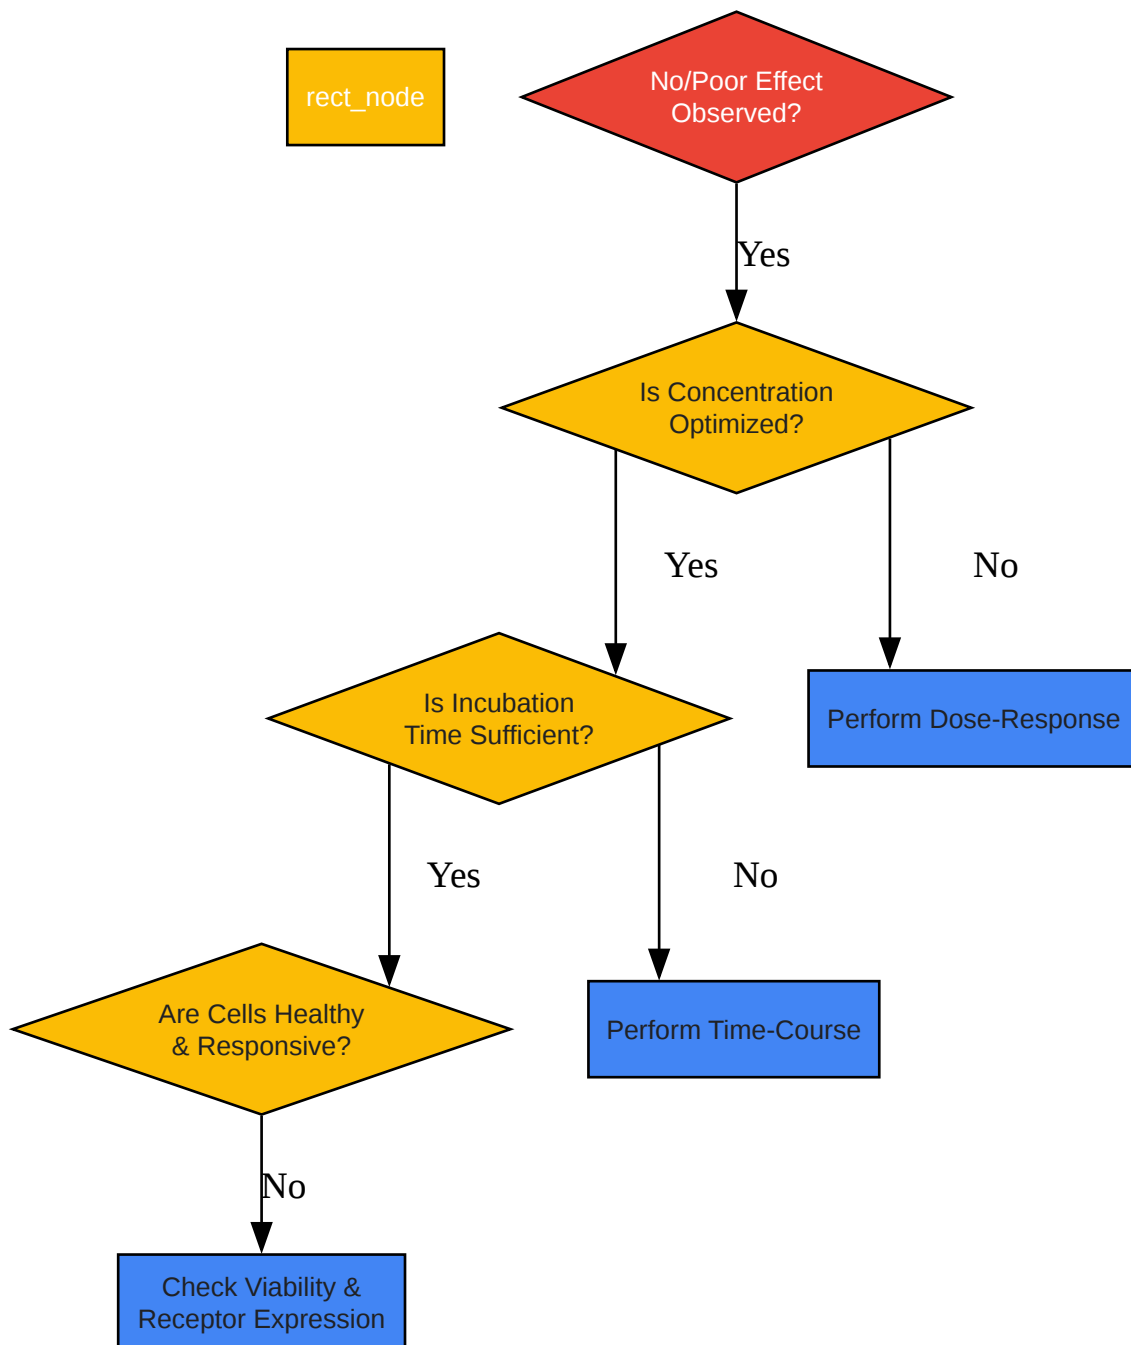 rect_node
No/Poor Effect
Observed?
Yes
Is Concentration
Optimized?
Yes
No
Is Incubation
Time Sufficient?
Perform Dose-Response
Yes
No
Are Cells Healthy
& Responsive?
Perform Time-Course
No
Check Viability &
Receptor Expression